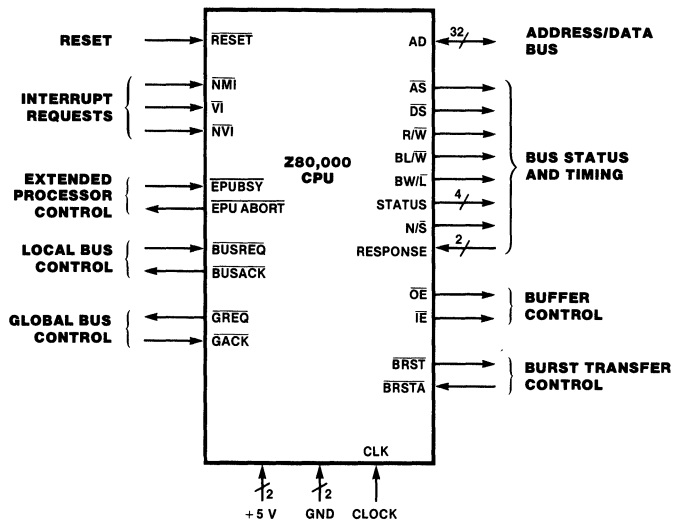 RESET
RESET
INTERRUPT
REQUESTS
NMI
VI
NVI
EXTENDED
PROCESSOR
CONTROL
EPUBSY
EPU ABORT
LOCAL BUS
CONTROL
BUSREQ
BUSACK
GLOBAL BUS
CONTROL
GREQ
GACK
Z80,000
CPU
AD
32
ADDRESS/DATA
BUS
AS
DS
R/W
BL/W
BW/L
STATUS
4
N/S
RESPONSE
2
BUS STATUS
AND TIMING
OE
IE
BUFFER
CONTROL
BRST
BRSTA
BURST TRANSFER
CONTROL
CLK
2
+5 V
2
GND
CLOCK